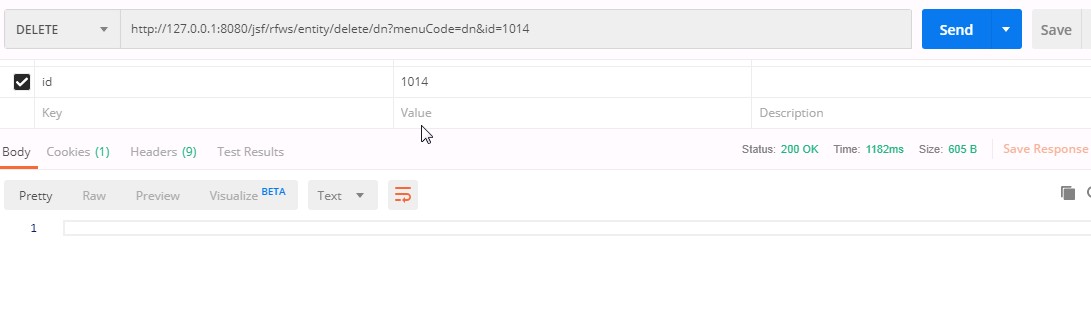 DELETE http://127.0.0.1:8080/jsf/rfws/entity/delete/dn?menuCode=dn&id=1014 Send Save
id 1014
Key Value Description
Body Cookies (1) Headers (9) Test Results Status: 200 OK Time: 1182ms Size: 605 B Save Response
Pretty Raw Preview Visualize BETA Text
1